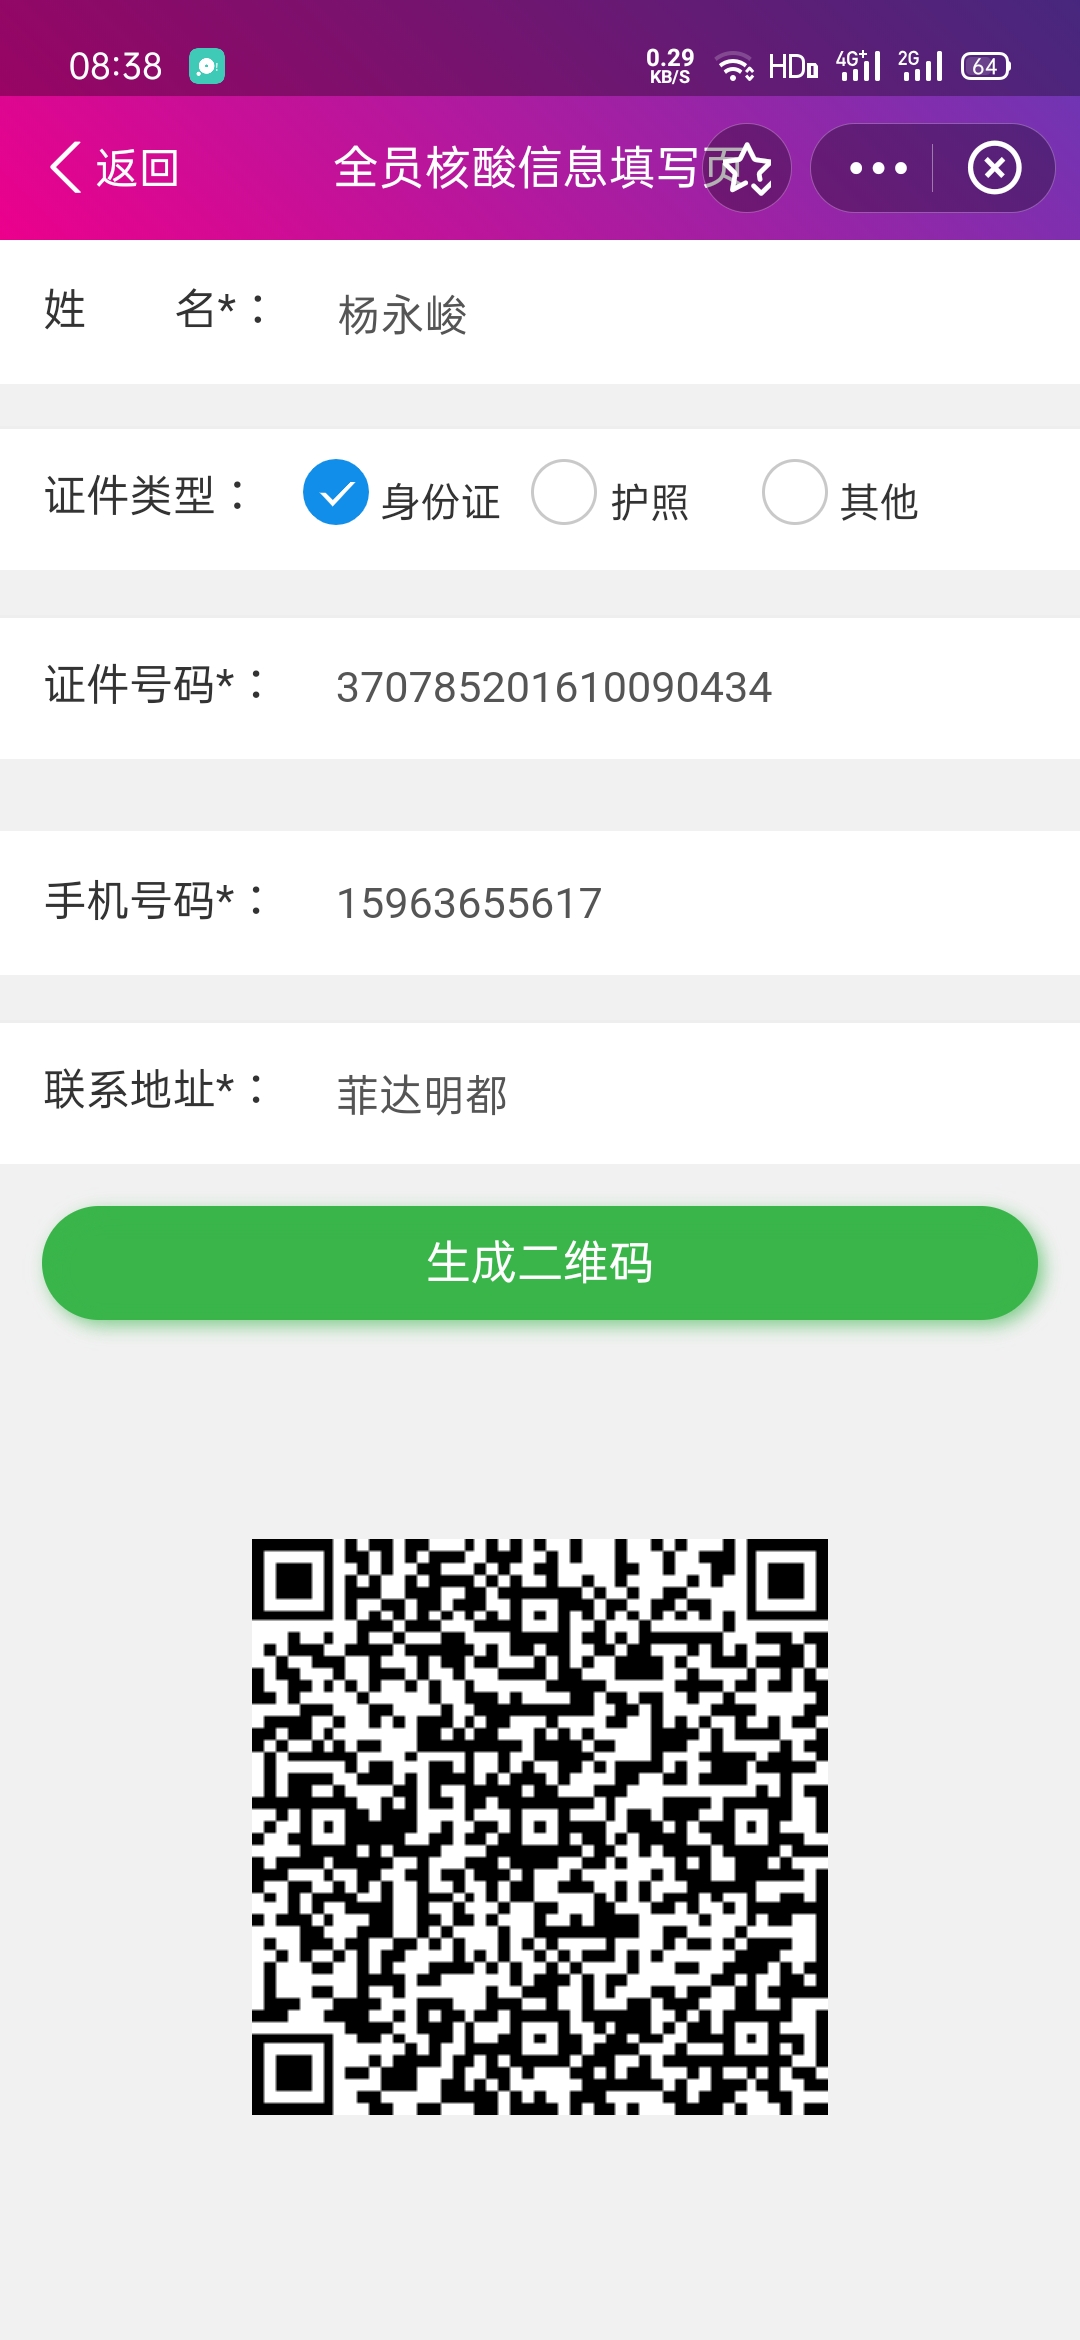 08:38 0.29 KB/S HD 4G+ 2G 64
返回 全员核酸信息填写页
姓 名*： 杨永峻
证件类型： 身份证 护照 其他
证件号码*： 370785201610090434
手机号码*： 15963655617
联系地址*： 菲达明都
生成二维码